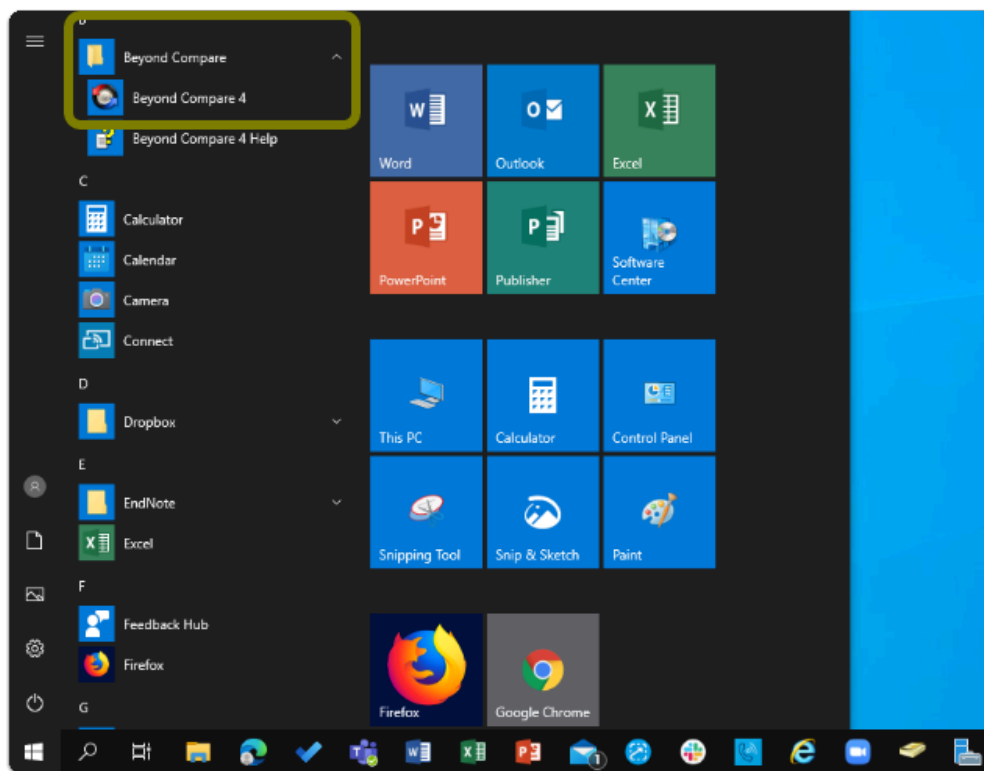 B
Beyond Compare
Beyond Compare 4
Beyond Compare 4 Help
C
Calculator
Calendar
Camera
Connect
D
Dropbox
E
EndNote
Excel
F
Feedback Hub
Firefox
G
Word
Outlook
Excel
PowerPoint
Publisher
Software
Center
This PC
Calculator
Control Panel
Snipping Tool
Snip & Sketch
Paint
Firefox
Google Chrome
1